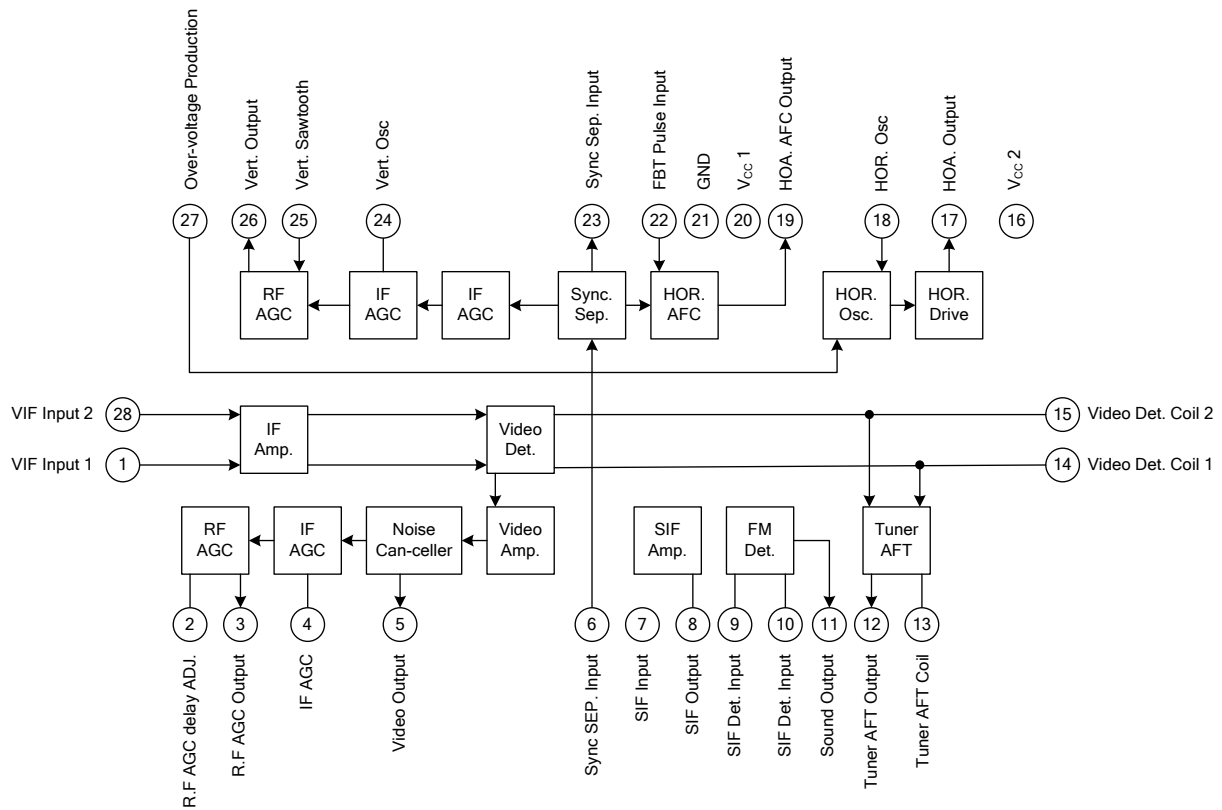 Over-voltage Production
Vert. Output
Vert. Sawtooth
Vert. Osc
Sync Sep. Input
FBT Pulse Input
GND
VCC 1
HOA. AFC Output
HOR. Osc
HOA. Output
VCC 2
27
26
25
24
23
22
21
20
19
18
17
16
RF
AGC
IF
AGC
IF
AGC
Sync.
Sep.
HOR.
AFC
HOR.
Osc.
HOR.
Drive
VIF Input 2
28
IF
Amp.
Video
Det.
15
Video Det. Coil 2
VIF Input 1
1
14
Video Det. Coil 1
RF
AGC
IF
AGC
Noise
Can-celler
Video
Amp.
SIF
Amp.
FM
Det.
Tuner
AFT
2
3
4
5
6
7
8
9
10
11
12
13
R.F AGC delay ADJ.
R.F AGC Output
IF AGC
Video Output
Sync SEP. Input
SIF Input
SIF Output
SIF Det. Input
SIF Det. Input
Sound Output
Tuner AFT Output
Tuner AFT Coil